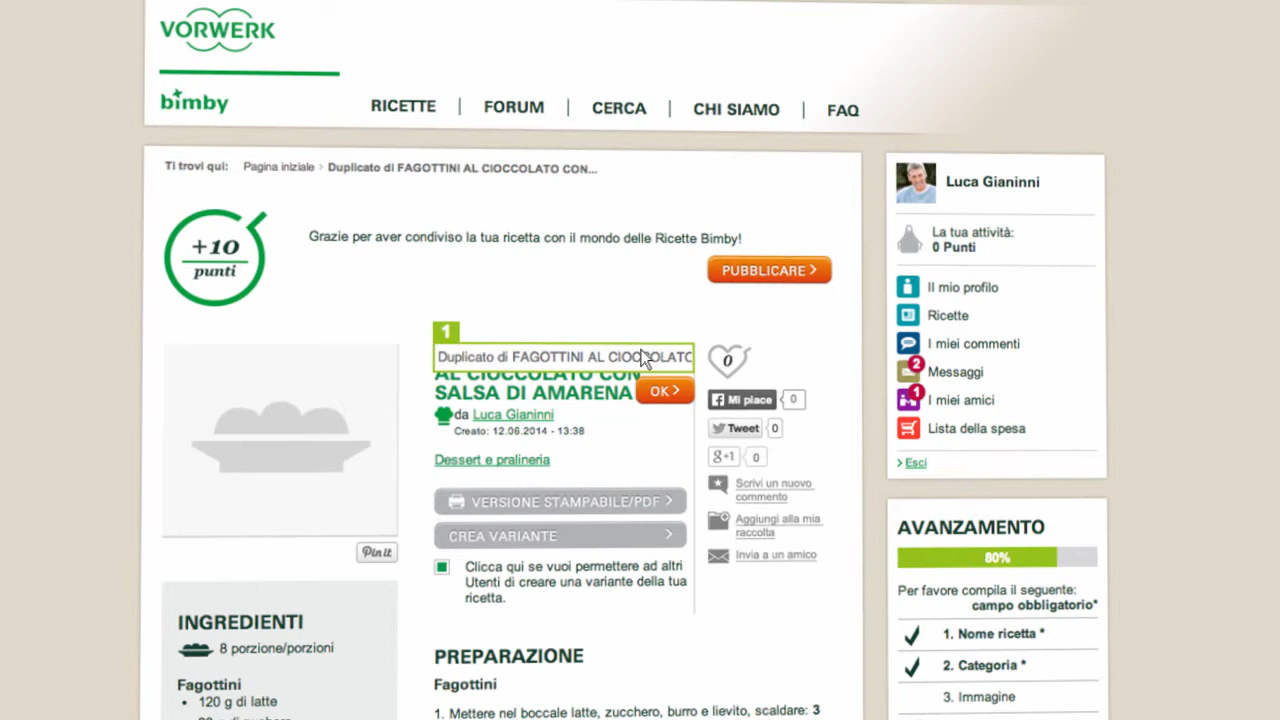 VORWERK
bimby
RICETTE
FORUM
CERCA
CHI SIAMO
FAQ
Ti trovi qui: Pagina iniziale > Duplicato di FAGOTTINI AL CIOCCOLATO CON...
+10
punti
Grazie per aver condiviso la tua ricetta con il mondo delle Ricette Bimby!
PUBBLICARE
1
Duplicato di FAGOTTINI AL CIOCCOLATO
AL CIOCCOLATO CON
SALSA DI AMARENA
OK
da Luca Gianinni
Creato: 12.06.2014 - 13:38
Dessert e pralineria
VERSIONE STAMPABILE/PDF
CREA VARIANTE
Clicca qui se vuoi permettere ad altri
Utenti di creare una variante della tua
ricetta.
0
Mi piace 0
Tweet 0
g+1 0
Scrivi un nuovo
commento
Aggiungi alla mia
raccolta
Invia a un amico
Pin it
INGREDIENTI
8 porzione/porzioni
Fagottini
• 120 g di latte
PREPARAZIONE
Fagottini
1. Mettere nel boccale latte, zucchero, burro e lievito, scaldare: 3
Luca Gianinni
La tua attività:
0 Punti
Il mio profilo
Ricette
I miei commenti
2
Messaggi
1
I miei amici
Lista della spesa
> Esci
AVANZAMENTO
80%
Per favore compila il seguente:
campo obbligatorio*
1. Nome ricetta *
2. Categoria *
3. Immagine